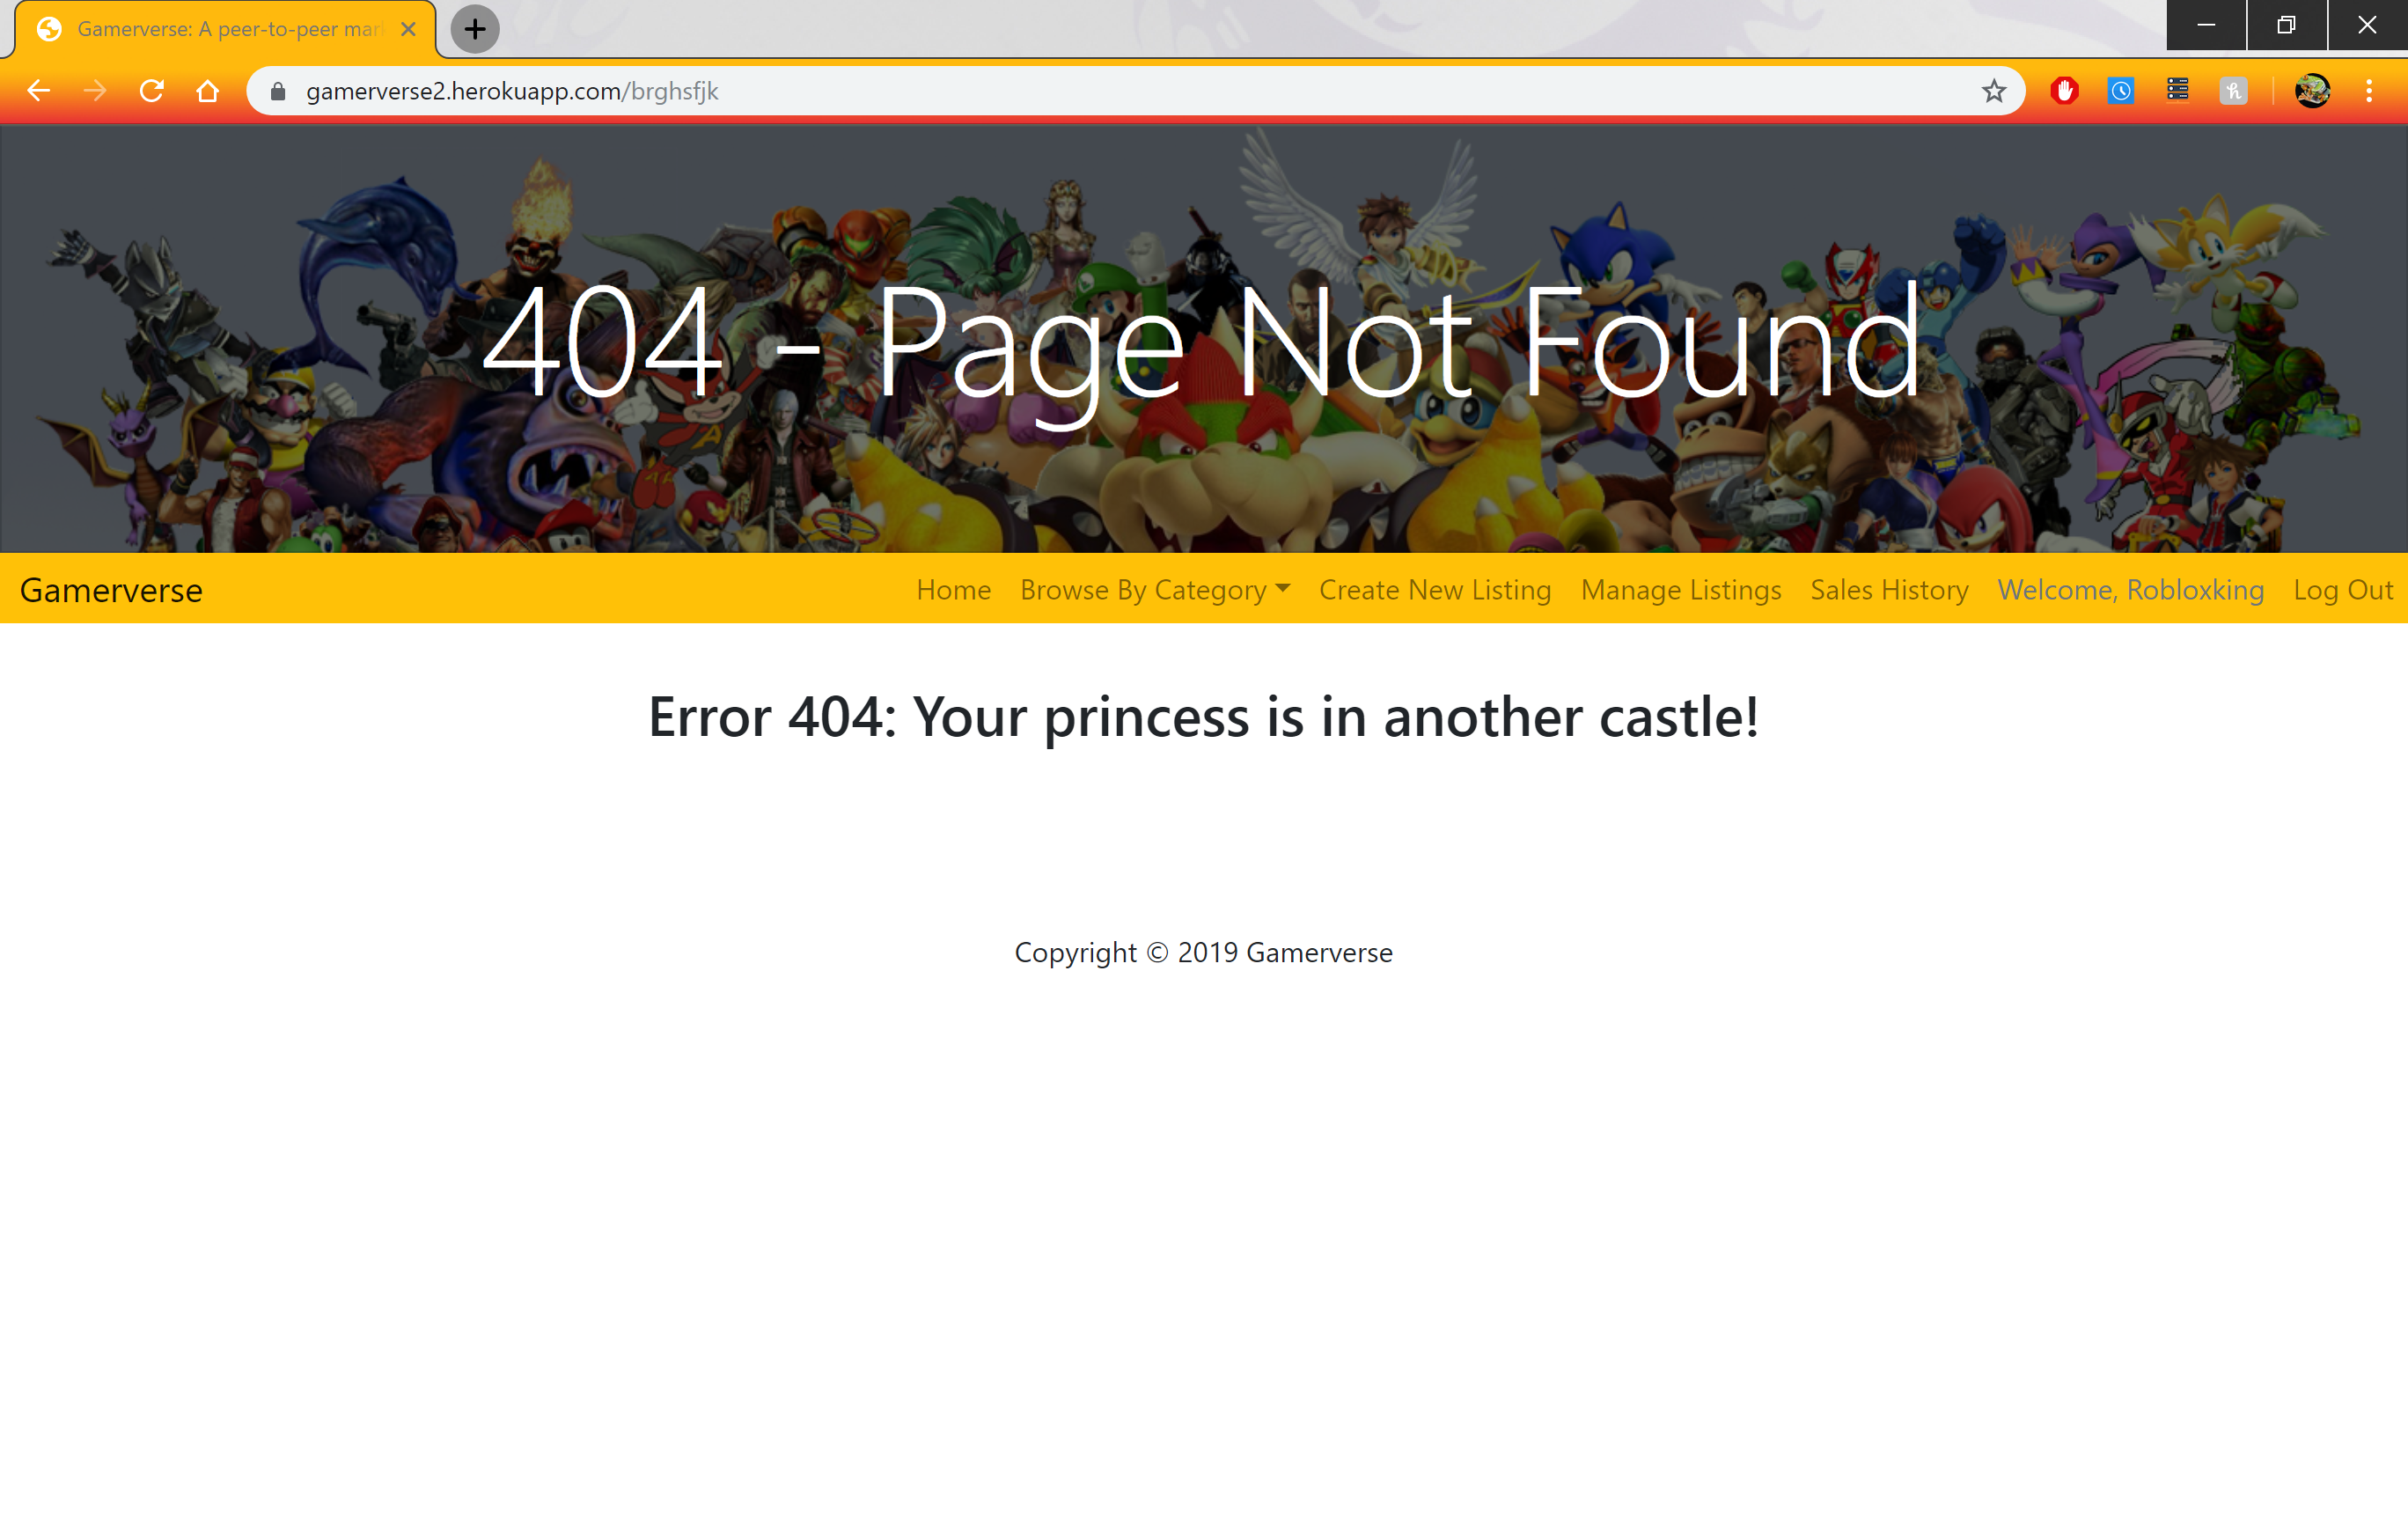 Gamerverse: A peer-to-peer mar
gamerverse2.herokuapp.com/brghsfjk
404 - Page Not Found
Gamerverse Home Browse By Category Create New Listing Manage Listings Sales History Welcome, Robloxking Log Out
Error 404: Your princess is in another castle!
Copyright © 2019 Gamerverse